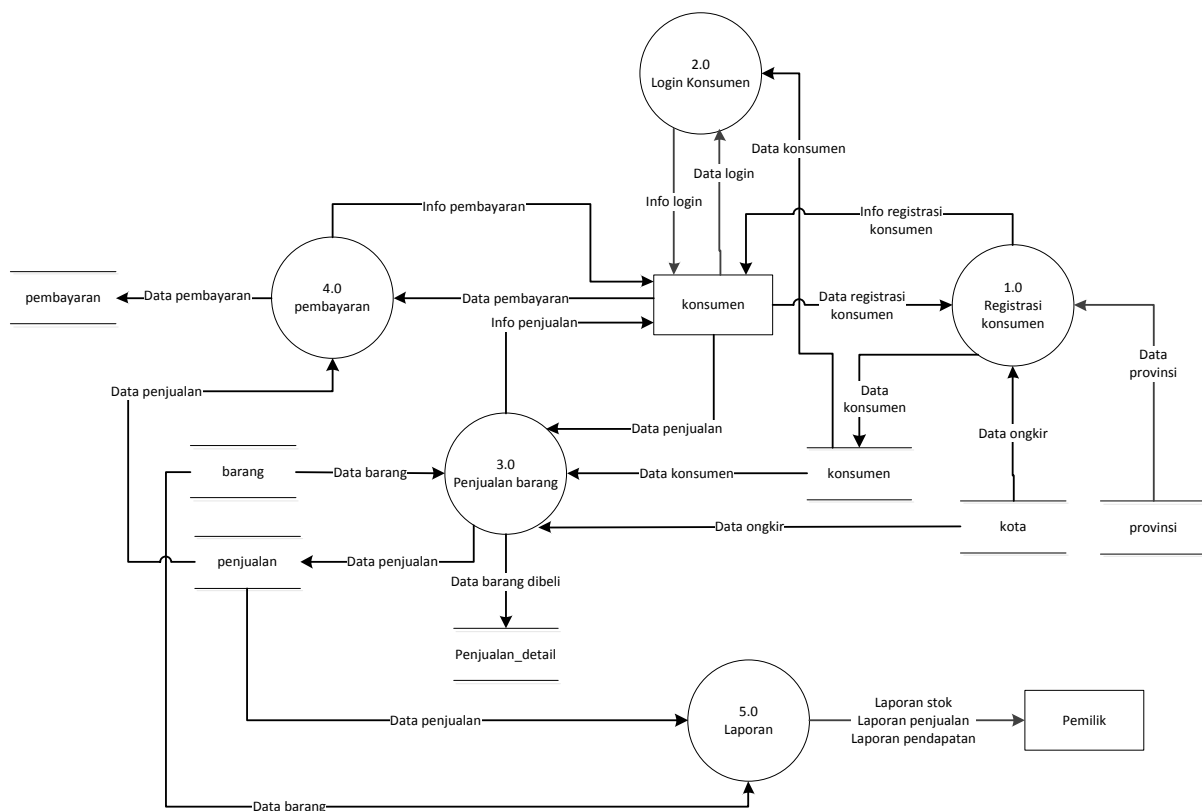 2.0
Login Konsumen
Data konsumen
Data login
Info login
Info pembayaran
Info registrasi
konsumen
4.0
pembayaran
1.0
Registrasi
konsumen
pembayaran
Data pembayaran
Data pembayaran
konsumen
Data registrasi
konsumen
Info penjualan
Data
provinsi
Data penjualan
Data
konsumen
Data penjualan
Data ongkir
barang
Data barang
3.0
Penjualan barang
Data konsumen
konsumen
Data ongkir
kota
provinsi
penjualan
Data penjualan
Data barang dibeli
Penjualan_detail
Data penjualan
5.0
Laporan
Laporan stok
Laporan penjualan
Laporan pendapatan
Pemilik
Data barang